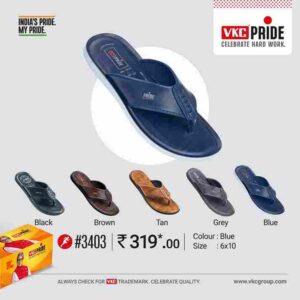 INDIA'S PRIDE.
MY PRIDE.
VKC PRIDE
CELEBRATE HARD WORK.
Black
Brown
Tan
Grey
Blue
#3403
₹ 319*.00
Colour : Blue
Size : 6x10
ALWAYS CHECK FOR VKC TRADEMARK. CELEBRATE QUALITY.
www.vkcgroup.com